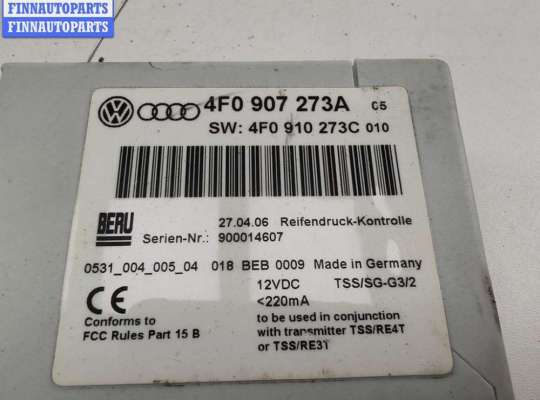 FINNAUTOPARTS
FINNAUTOPARTS
4F0 907 273A C5
SW: 4F0 910 273C 010
BERU
27.04.06 Reifendruck-Kontrolle
Serien-Nr.: 900014607
0531_004_005_04 018 BEB 0009 Made in Germany
CE
12VDC TSS/SG-G3/2
<220mA
Conforms to
FCC Rules Part 15 B
to be used in conjunction
with transmitter TSS/RE4T
or TSS/RE3T